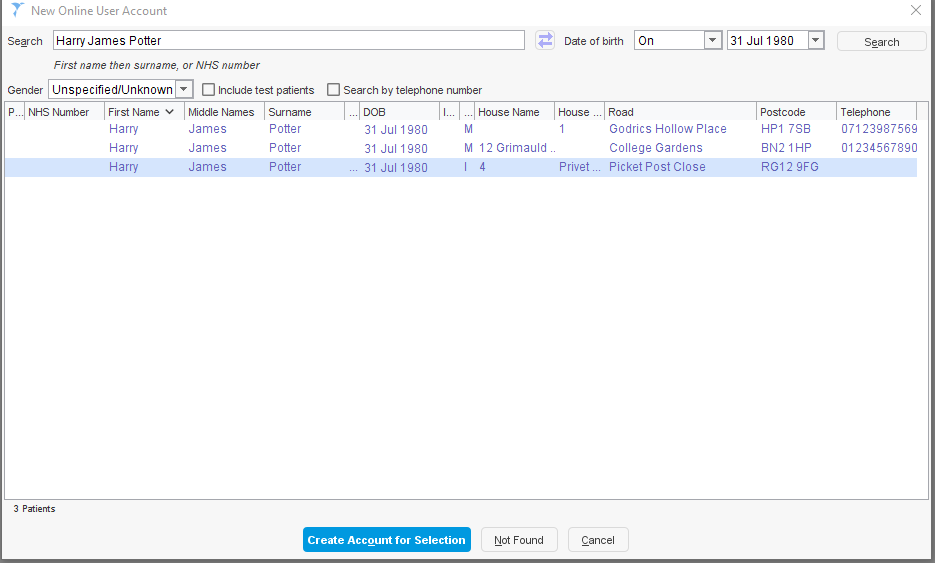 New Online User Account
Search Harry James Potter Date of birth On 31 Jul 1980 Search
First name then surname, or NHS number
Gender Unspecified/Unknown Include test patients Search by telephone number
P... NHS Number First Name Middle Names Surname ... DOB I... ... House Name House ... Road Postcode Telephone
Harry James Potter 31 Jul 1980 M 1 Godrics Hollow Place HP1 7SB 07123987569
Harry James Potter 31 Jul 1980 M 12 Grimauld .. College Gardens BN2 1HP 01234567890
Harry James Potter ... 31 Jul 1980 I 4 Privet ... Picket Post Close RG12 9FG
3 Patients
Create Account for Selection Not Found Cancel